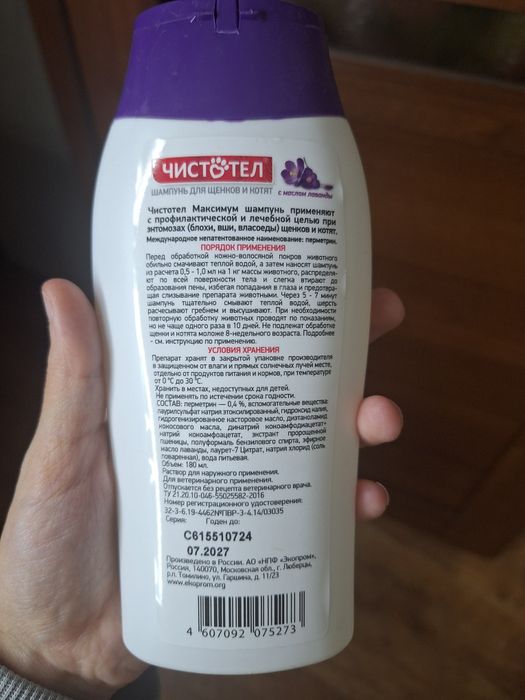 ЧИСТОТЕЛ
ШАМПУНЬ ДЛЯ ЩЕНКОВ И КОТЯТ
с маслом лаванды
Чистотел Максимум шампунь применяют
с профилактической и лечебной целью при
энтомозах (блохи, вши, власоеды) щенков и котят.
Международное непатентованное наименование: перметрин.
ПОРЯДОК ПРИМЕНЕНИЯ
Перед обработкой кожно-волосяной покров животного
обильно смачивают теплой водой, а затем наносят шампунь
из расчета 0,5 - 1,0 мл на 1 кг массы животного, распределя-
ют по всей поверхности тела и слегка втирают до
образования пены, избегая попадания в глаза и предотвра-
щая слизывание препарата животными. Через 5 - 7 минут
шампунь тщательно смывают теплой водой, шерсть
расчесывают гребнем и высушивают. При необходимости
повторную обработку животных проводят по показаниям,
но не чаще одного раза в 10 дней. Не подлежат обработке
щенки и котята моложе 8-недельного возраста. Подробнее
- см. инструкцию по применению.
УСЛОВИЯ ХРАНЕНИЯ
Препарат хранят в закрытой упаковке производителя
в защищенном от влаги и прямых солнечных лучей месте,
отдельно от продуктов питания и кормов, при температуре
от 0 °С до 30 °С.
Хранить в местах, недоступных для детей.
Не применять по истечении срока годности.
СОСТАВ: перметрин — 0,4 %, вспомогательные вещества:
лаурилсульфат натрия этоксилированный, гидроксид калия,
гидрогенизированное касторовое масло, диэтаноламид
кокосового масла, динатрий кокоамфодиацетат+
натрий кокоамфоацетат, экстракт пророщенной
пшеницы, полуформаль бензилового спирта, эфирное
масло лаванды, лаурет-7 Цитрат, натрия хлорид (соль
поваренная), вода питьевая.
Объем: 180 мл.
Раствор для наружного применения.
Для ветеринарного применения.
Отпускается без рецепта ветеринарного врача.
ТУ 21.20.10-046-55025582-2016
Номер регистрационного удостоверения:
32-3-6.19-4462№ПВР-3-4.14/03035
Серия: Годен до:
С615510724
07.2027
Произведено в России. АО «НПФ «Экопром»,
Россия, 140070, Московская обл., г. Люберцы,
р.п. Томилино, ул. Гаршина, д. 11/23
www.ekoprom.org
4 607092 075273